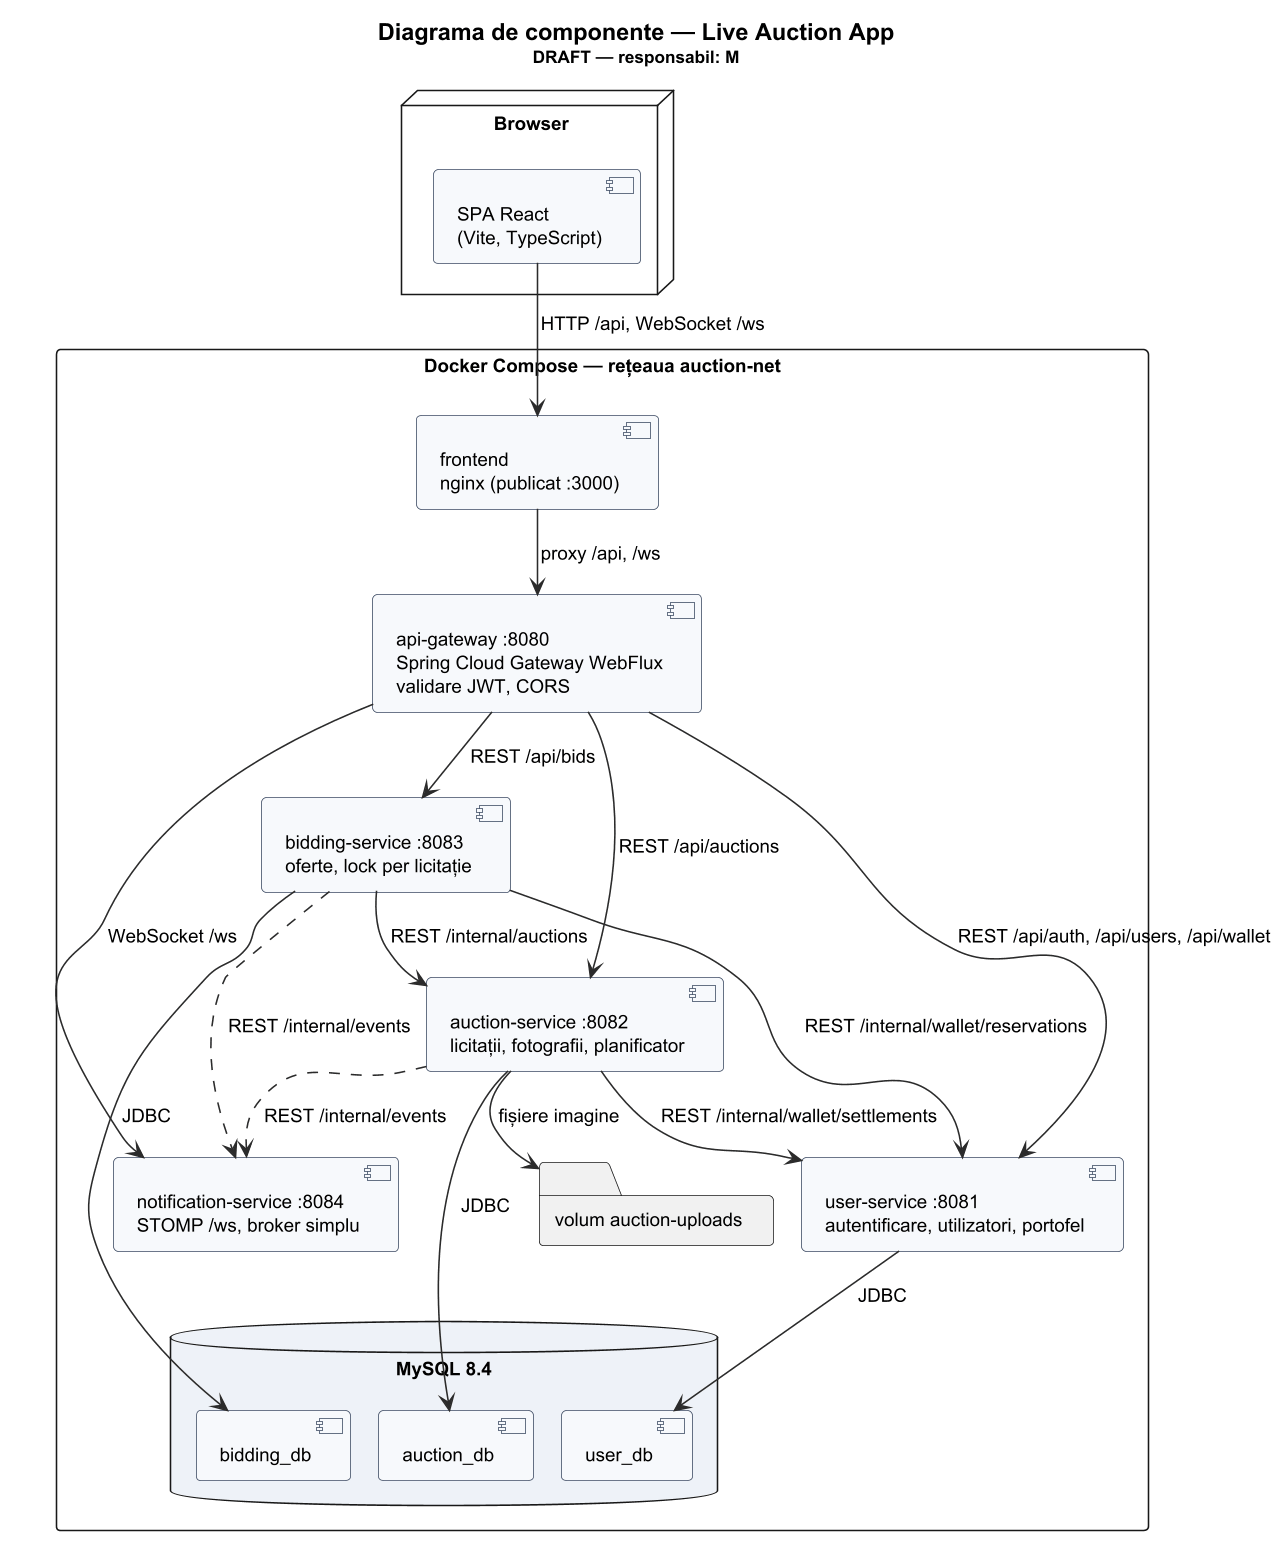 Diagrama de componente — Live Auction App
DRAFT — responsabil: M
Browser
SPA React
(Vite, TypeScript)
HTTP /api, WebSocket /ws
Docker Compose — rețeaua auction-net
frontend
nginx (publicat :3000)
proxy /api, /ws
api-gateway :8080
Spring Cloud Gateway WebFlux
validare JWT, CORS
REST /api/bids
bidding-service :8083
oferte, lock per licitație
REST /api/auctions
WebSocket /ws
REST /internal/auctions
REST /api/auth, /api/users, /api/wallet
auction-service :8082
licitații, fotografii, planificator
REST /internal/events
REST /internal/wallet/reservations
JDBC
REST /internal/events
fișiere imagine
REST /internal/wallet/settlements
notification-service :8084
STOMP /ws, broker simplu
JDBC
volum auction-uploads
user-service :8081
autentificare, utilizatori, portofel
JDBC
MySQL 8.4
bidding_db
auction_db
user_db